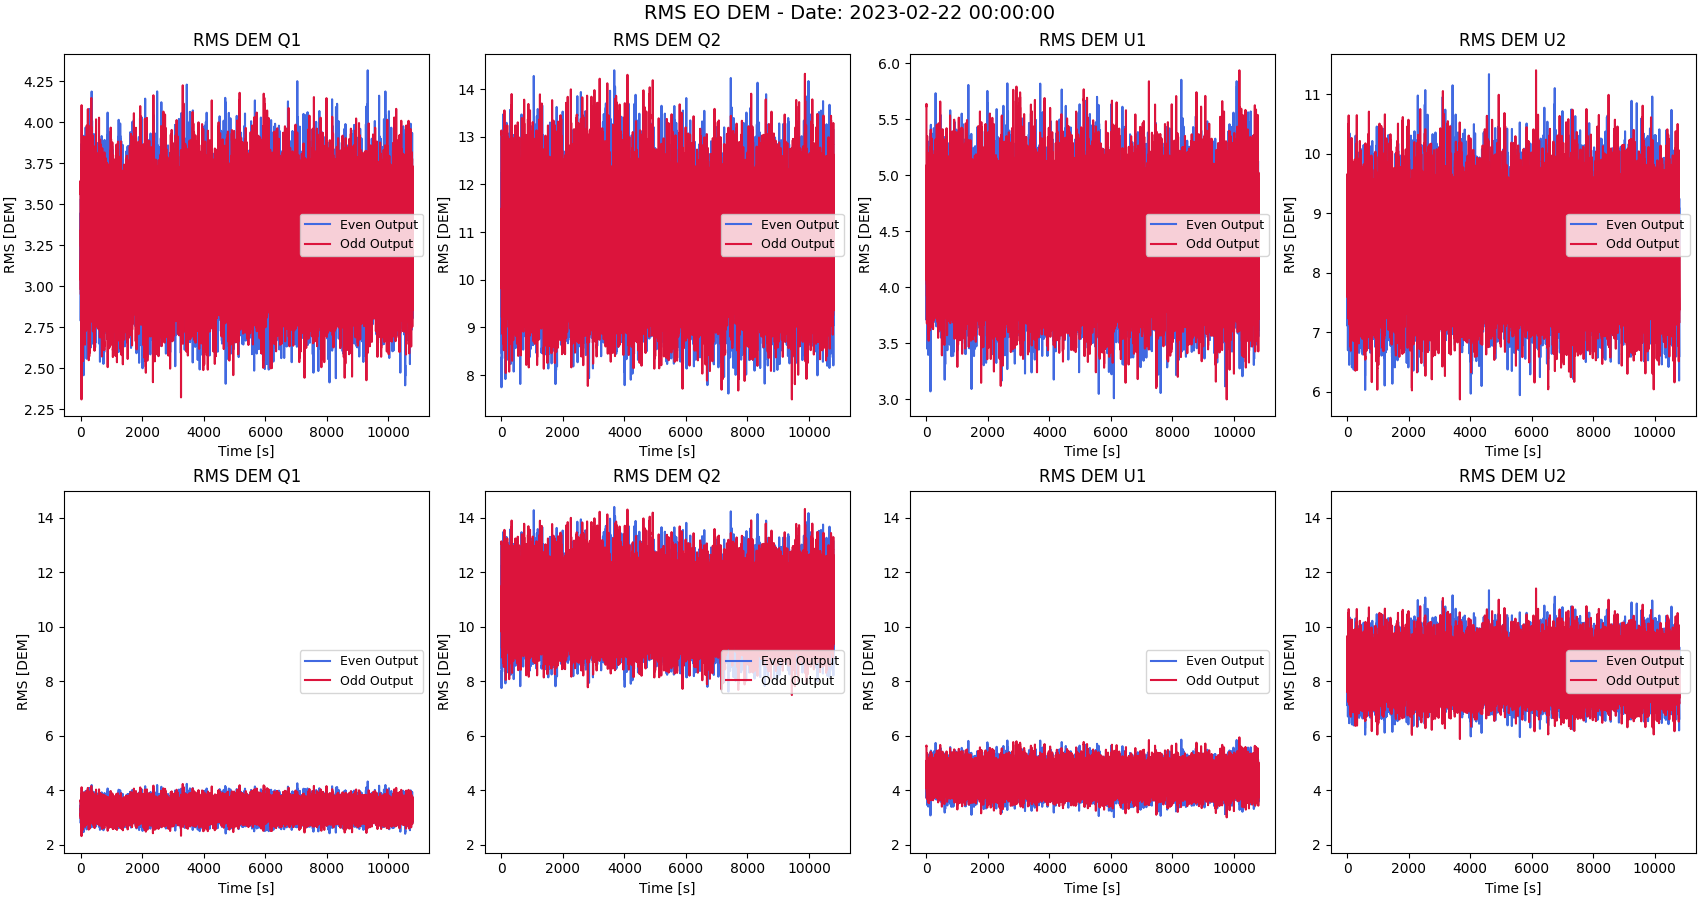 RMS EO DEM - Date: 2023-02-22 00:00:00
RMS DEM Q1
RMS [DEM]
4.25
4.00
3.75
3.50
3.25
3.00
2.75
2.50
2.25
Even Output
Odd Output
0 2000 4000 6000 8000 10000
Time [s]
RMS DEM Q2
RMS [DEM]
14
13
12
11
10
9
8
Even Output
Odd Output
0 2000 4000 6000 8000 10000
Time [s]
RMS DEM U1
RMS [DEM]
6.0
5.5
5.0
4.5
4.0
3.5
3.0
Even Output
Odd Output
0 2000 4000 6000 8000 10000
Time [s]
RMS DEM U2
RMS [DEM]
11
10
9
8
7
6
Even Output
Odd Output
0 2000 4000 6000 8000 10000
Time [s]
RMS DEM Q1
RMS [DEM]
14
12
10
8
6
4
2
Even Output
Odd Output
0 2000 4000 6000 8000 10000
Time [s]
RMS DEM Q2
RMS [DEM]
14
12
10
8
6
4
2
Even Output
Odd Output
0 2000 4000 6000 8000 10000
Time [s]
RMS DEM U1
RMS [DEM]
14
12
10
8
6
4
2
Even Output
Odd Output
0 2000 4000 6000 8000 10000
Time [s]
RMS DEM U2
RMS [DEM]
14
12
10
8
6
4
2
Even Output
Odd Output
0 2000 4000 6000 8000 10000
Time [s]